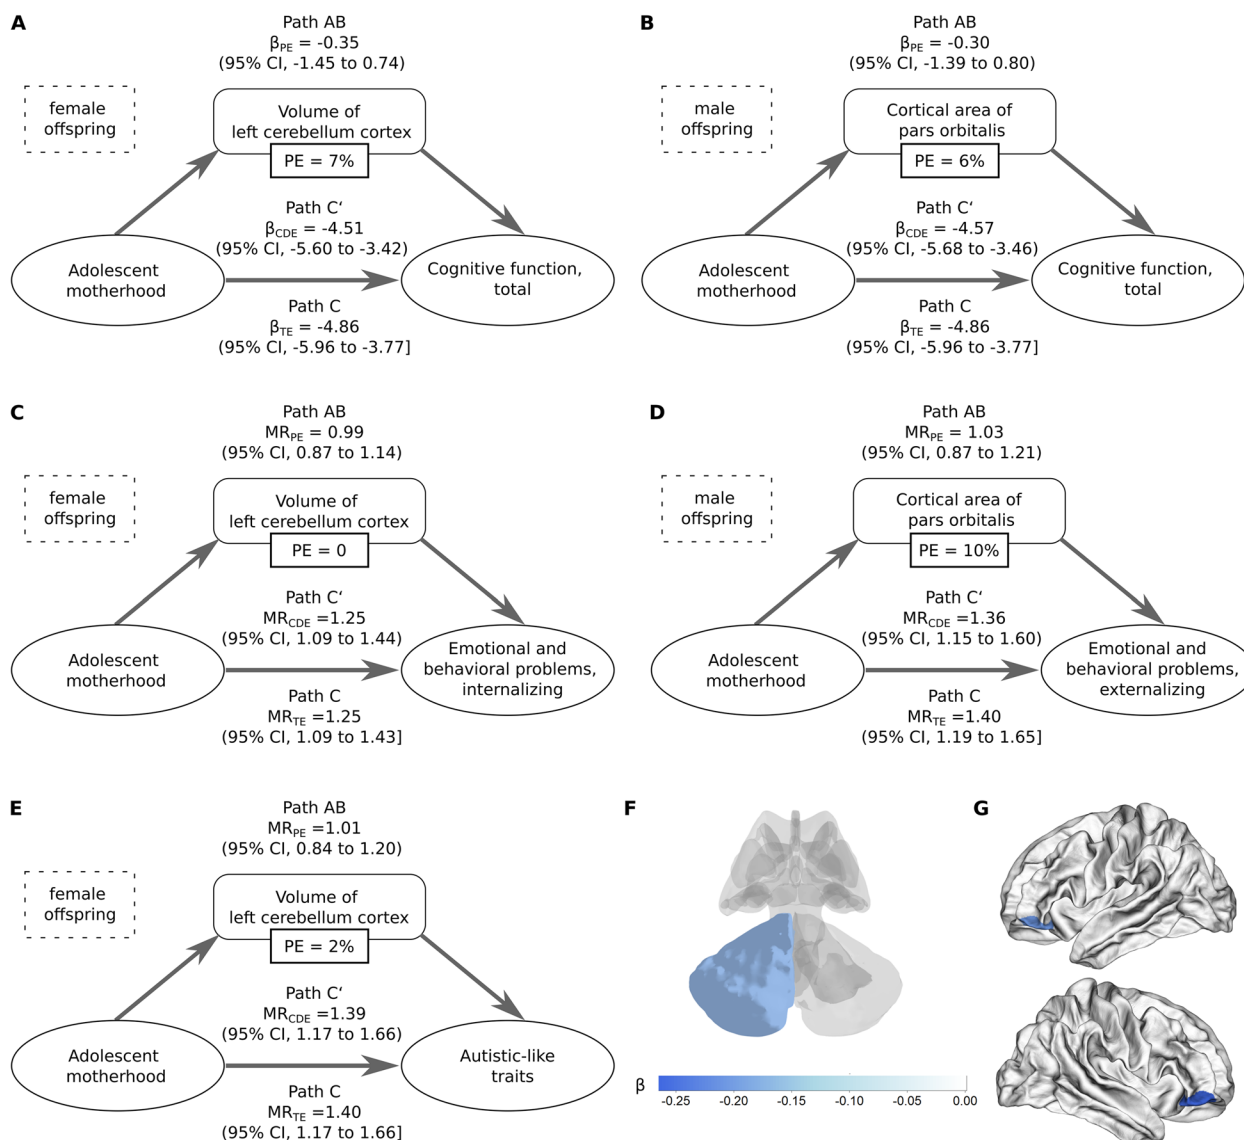 A
Path AB
βPE = -0.35
(95% CI, -1.45 to 0.74)
female
offspring
Volume of
left cerebellum cortex
PE = 7%
Path C‘
βCDE = -4.51
(95% CI, -5.60 to -3.42)
Adolescent
motherhood
Cognitive function,
total
Path C
βTE = -4.86
(95% CI, -5.96 to -3.77]
B
Path AB
βPE = -0.30
(95% CI, -1.39 to 0.80)
male
offspring
Cortical area of
pars orbitalis
PE = 6%
Path C‘
βCDE = -4.57
(95% CI, -5.68 to -3.46)
Adolescent
motherhood
Cognitive function,
total
Path C
βTE = -4.86
(95% CI, -5.96 to -3.77]
C
Path AB
MRPE = 0.99
(95% CI, 0.87 to 1.14)
female
offspring
Volume of
left cerebellum cortex
PE = 0
Path C‘
MRCDE =1.25
(95% CI, 1.09 to 1.44)
Adolescent
motherhood
Emotional and
behavioral problems,
internalizing
Path C
MRTE =1.25
(95% CI, 1.09 to 1.43]
D
Path AB
MRPE = 1.03
(95% CI, 0.87 to 1.21)
male
offspring
Cortical area of
pars orbitalis
PE = 10%
Path C‘
MRCDE =1.36
(95% CI, 1.15 to 1.60)
Adolescent
motherhood
Emotional and
behavioral problems,
externalizing
Path C
MRTE =1.40
(95% CI, 1.19 to 1.65]
E
Path AB
MRPE =1.01
(95% CI, 0.84 to 1.20)
female
offspring
Volume of
left cerebellum cortex
PE = 2%
Path C‘
MRCDE =1.39
(95% CI, 1.17 to 1.66)
Adolescent
motherhood
Autistic-like
traits
Path C
MRTE =1.40
(95% CI, 1.17 to 1.66]
F
β
-0.25 -0.20 -0.15 -0.10 -0.05 0.00
G